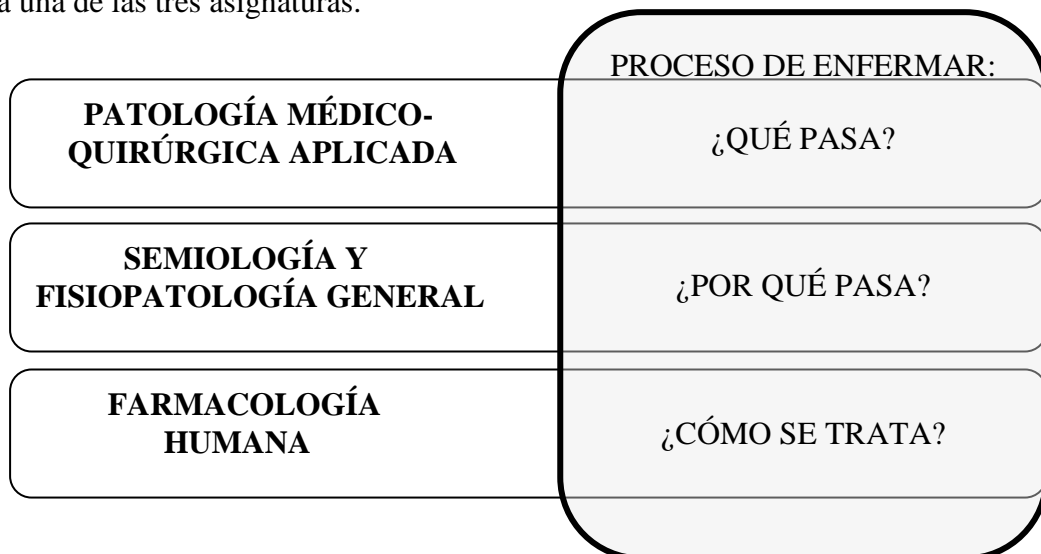 a una de las tres asignaturas.
PROCESO DE ENFERMAR:
PATOLOGÍA MÉDICO-
QUIRÚRGICA APLICADA
¿QUÉ PASA?
SEMIOLOGÍA Y
FISIOPATOLOGÍA GENERAL
¿POR QUÉ PASA?
FARMACOLOGÍA
HUMANA
¿CÓMO SE TRATA?